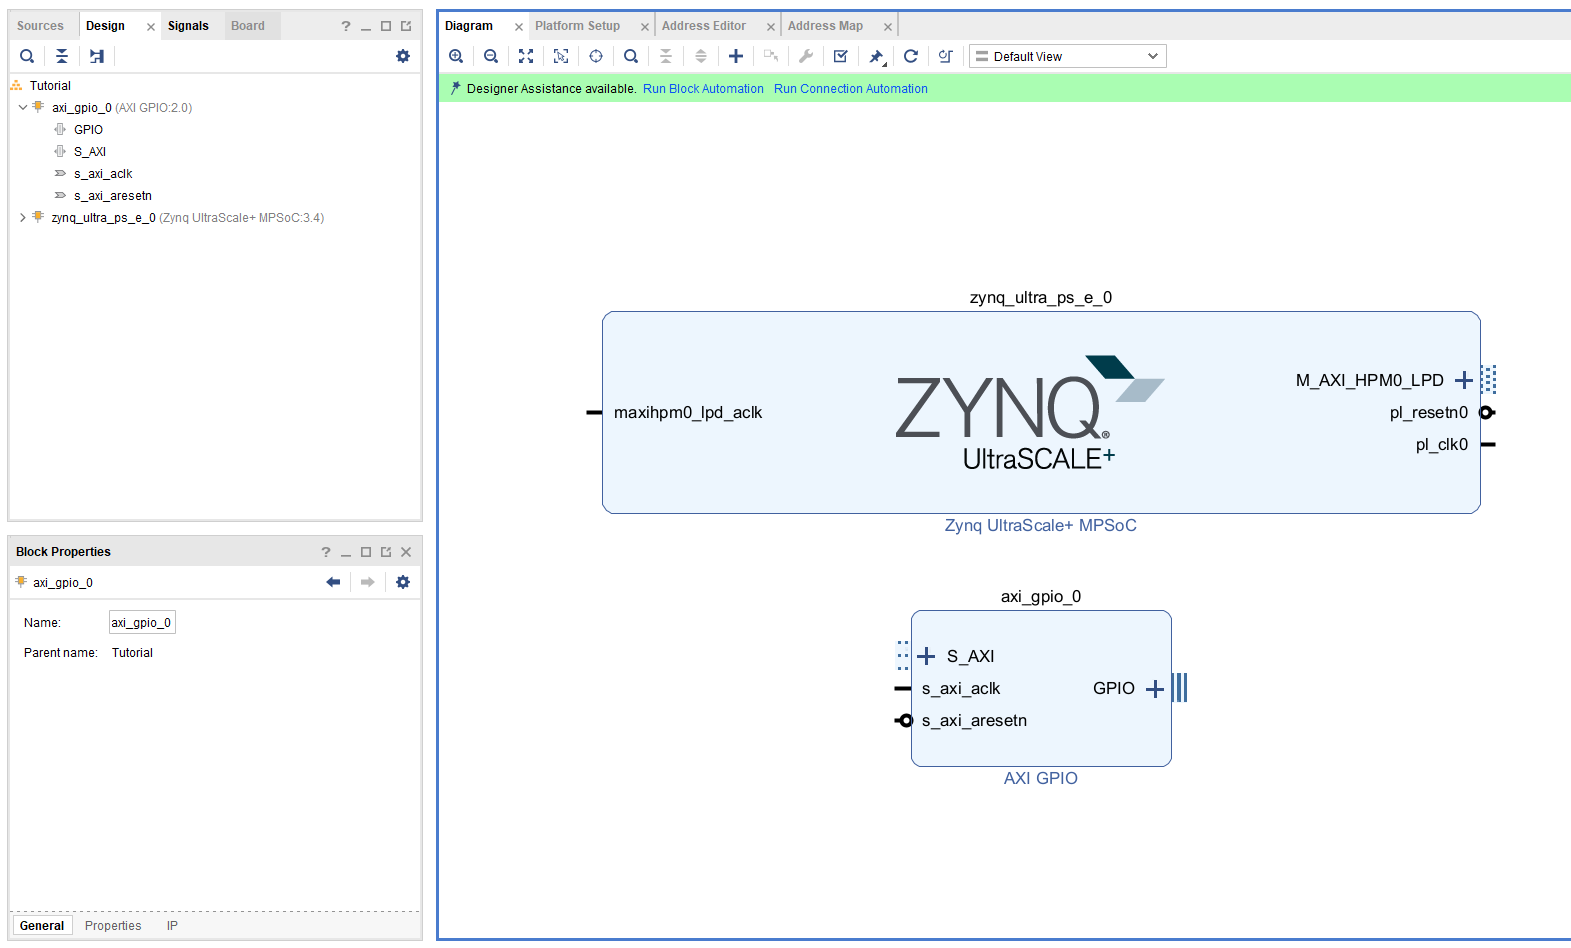 Sources Design Signals Board
Tutorial
axi_gpio_0 (AXI GPIO:2.0)
GPIO
S_AXI
s_axi_aclk
s_axi_aresetn
zynq_ultra_ps_e_0 (Zynq UltraScale+ MPSoC:3.4)
Block Properties
axi_gpio_0
Name: axi_gpio_0
Parent name: Tutorial
General Properties IP
Diagram Platform Setup Address Editor Address Map
Default View
Designer Assistance available. Run Block Automation Run Connection Automation
zynq_ultra_ps_e_0
M_AXI_HPM0_LPD
maxihpm0_lpd_aclk
pl_resetn0
pl_clk0
ZYNQ®
UltraSCALE+
Zynq UltraScale+ MPSoC
axi_gpio_0
S_AXI
s_axi_aclk GPIO
s_axi_aresetn
AXI GPIO